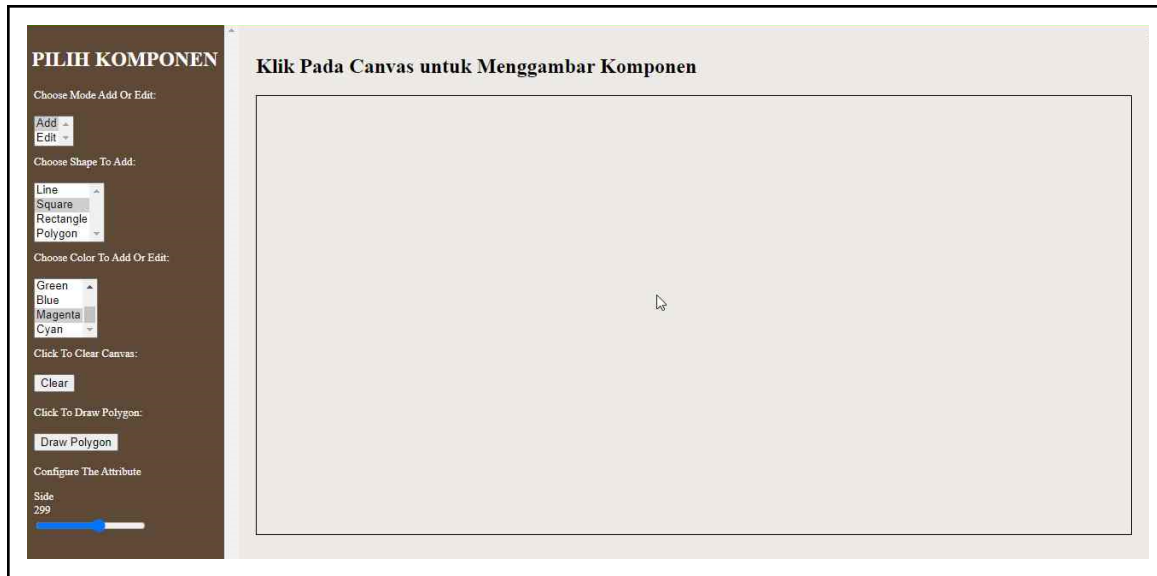 PILIH KOMPONEN
Choose Mode Add Or Edit:
Add
Edit
Choose Shape To Add:
Line
Square
Rectangle
Polygon
Choose Color To Add Or Edit:
Green
Blue
Magenta
Cyan
Click To Clear Canvas:
Clear
Click To Draw Polygon:
Draw Polygon
Configure The Attribute
Side
299
Klik Pada Canvas untuk Menggambar Komponen